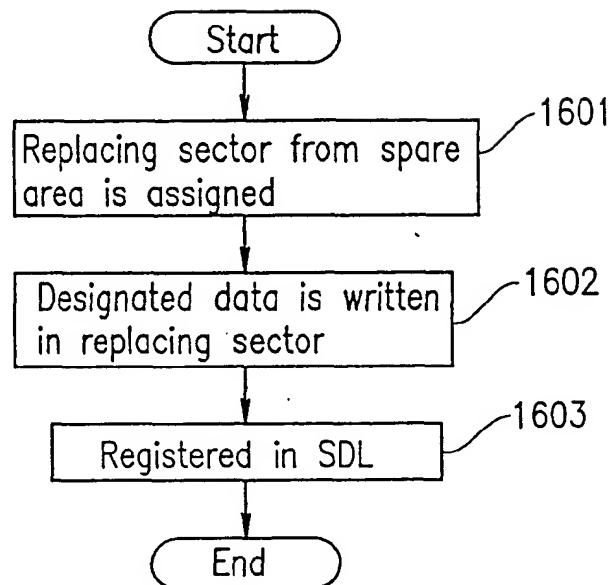 Start
1601
Replacing sector from spare
area is assigned
1602
Designated data is written
in replacing sector
1603
Registered in SDL
End